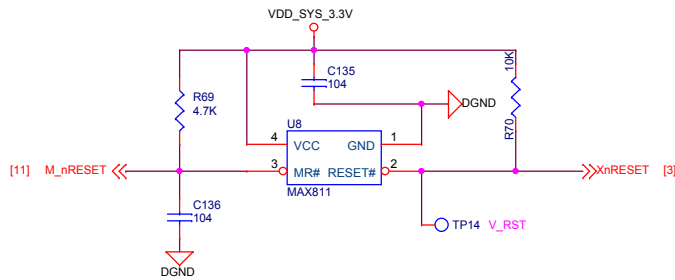 VDD_SYS_3.3V
C135
104
10K
R69
4.7K
DGND
R70
U8
4
VCC
GND
1
[11]
M_nRESET
3
MR#
RESET#
2
XnRESET
[3]
MAX811
C136
104
TP14
V_RST
DGND